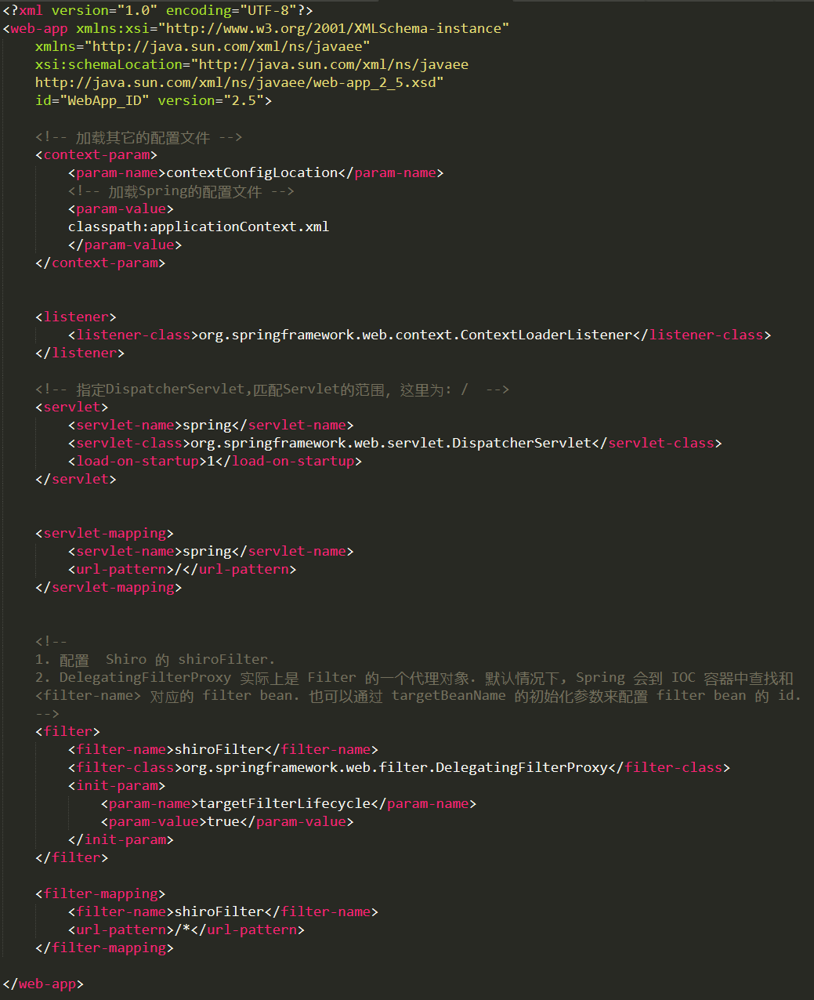 <?xml version="1.0" encoding="UTF-8"?>
<web-app xmlns:xsi="http://www.w3.org/2001/XMLSchema-instance"
    xmlns="http://java.sun.com/xml/ns/javaee"
    xsi:schemaLocation="http://java.sun.com/xml/ns/javaee
    http://java.sun.com/xml/ns/javaee/web-app_2_5.xsd"
    id="WebApp_ID" version="2.5">

    <!-- 加载其它的配置文件 -->
    <context-param>
        <param-name>contextConfigLocation</param-name>
        <!-- 加载Spring的配置文件 -->
        <param-value>
        classpath:applicationContext.xml
        </param-value>
    </context-param>

    <listener>
        <listener-class>org.springframework.web.context.ContextLoaderListener</listener-class>
    </listener>

    <!-- 指定DispatcherServlet,匹配Servlet的范围, 这里为: /  -->
    <servlet>
        <servlet-name>spring</servlet-name>
        <servlet-class>org.springframework.web.servlet.DispatcherServlet</servlet-class>
        <load-on-startup>1</load-on-startup>
    </servlet>

    <servlet-mapping>
        <servlet-name>spring</servlet-name>
        <url-pattern>/</url-pattern>
    </servlet-mapping>

    <!--
    1. 配置  Shiro 的 shiroFilter.
    2. DelegatingFilterProxy 实际上是 Filter 的一个代理对象. 默认情况下, Spring 会到 IOC 容器中查找和
    <filter-name> 对应的 filter bean. 也可以通过 targetBeanName 的初始化参数来配置 filter bean 的 id.
    -->
    <filter>
        <filter-name>shiroFilter</filter-name>
        <filter-class>org.springframework.web.filter.DelegatingFilterProxy</filter-class>
        <init-param>
            <param-name>targetFilterLifecycle</param-name>
            <param-value>true</param-value>
        </init-param>
    </filter>

    <filter-mapping>
        <filter-name>shiroFilter</filter-name>
        <url-pattern>/*</url-pattern>
    </filter-mapping>

</web-app>